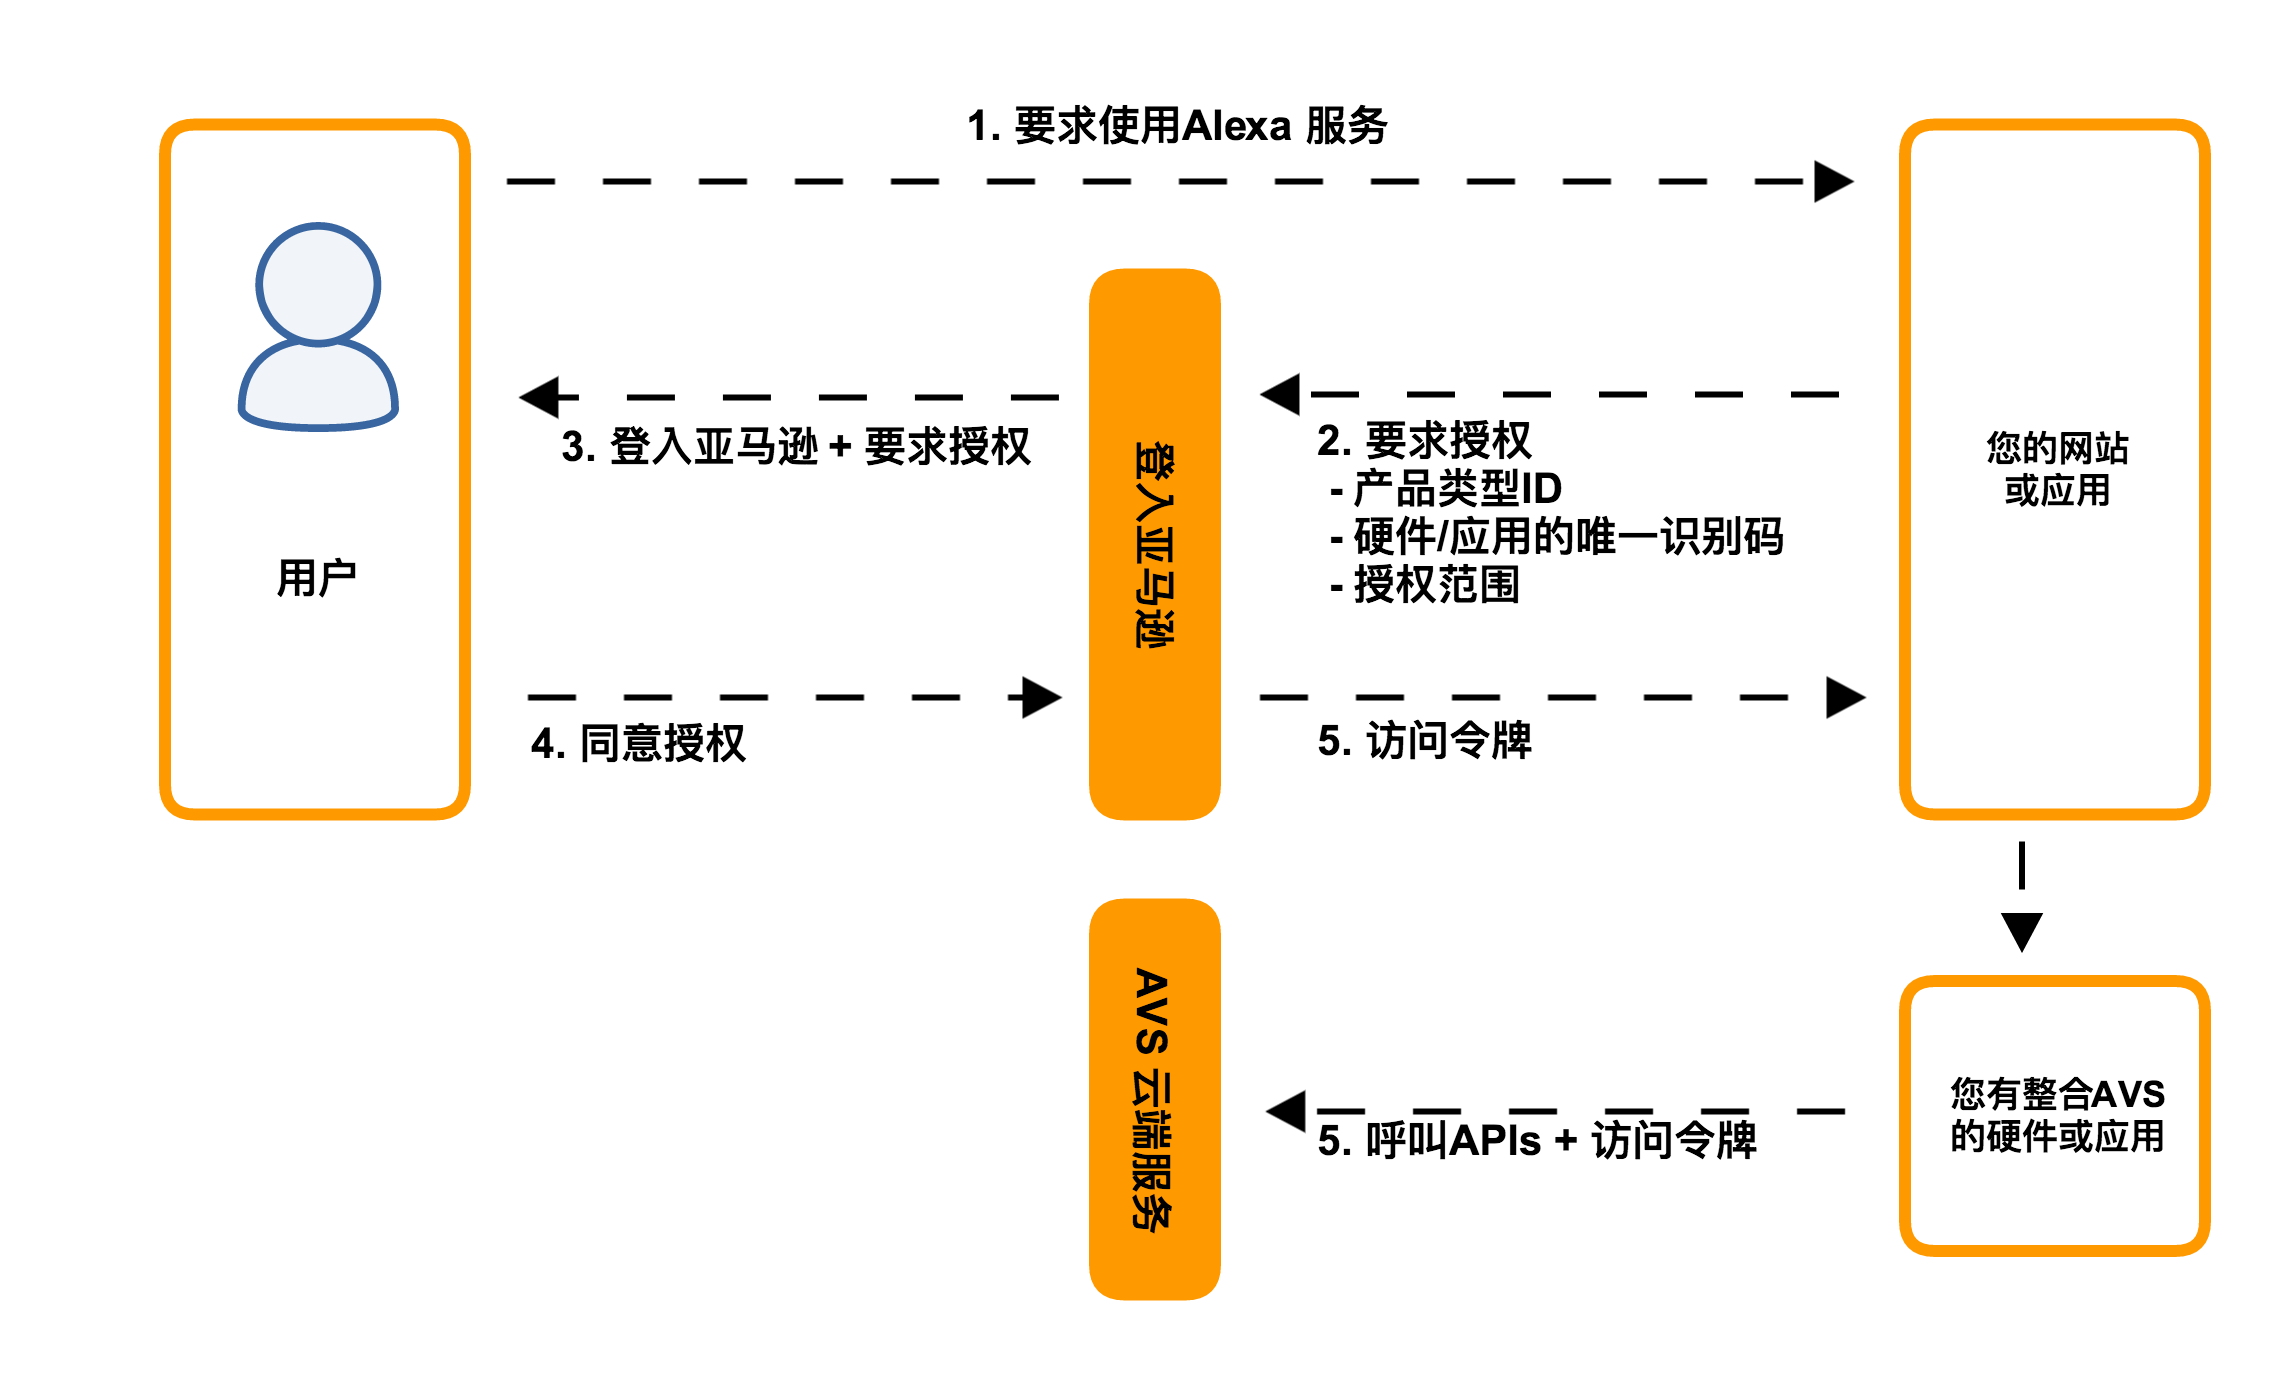 1. 要求使用Alexa 服务
用户
3. 登入亚马逊 + 要求授权
4. 同意授权
登入亚马逊
2. 要求授权
- 产品类型ID
- 硬件/应用的唯一识别码
- 授权范围
5. 访问令牌
您的网站
或应用
AVS 云端服务
5. 呼叫APIs + 访问令牌
您有整合AVS
的硬件或应用